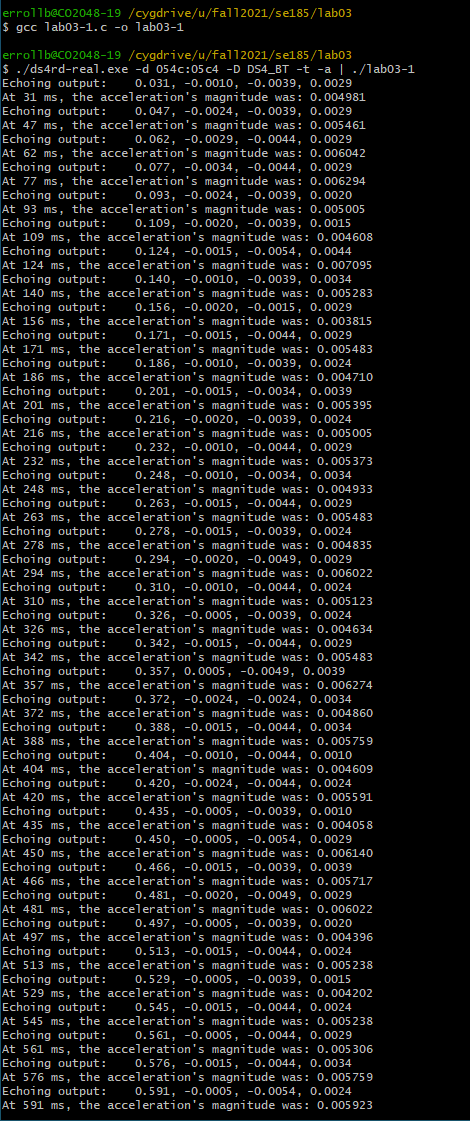 errollb@CO2048-19 /cygdrive/u/fall2021/se185/lab03
$ gcc lab03-1.c -o lab03-1
errollb@CO2048-19 /cygdrive/u/fall2021/se185/lab03
$ ./ds4rd-real.exe -d 054c:05c4 -D DS4_BT -t -a | ./lab03-1
Echoing output:    0.031, -0.0010, -0.0039, 0.0029
At 31 ms, the acceleration's magnitude was: 0.004981
Echoing output:    0.047, -0.0024, -0.0039, 0.0029
At 47 ms, the acceleration's magnitude was: 0.005461
Echoing output:    0.062, -0.0029, -0.0044, 0.0029
At 62 ms, the acceleration's magnitude was: 0.006042
Echoing output:    0.077, -0.0034, -0.0044, 0.0029
At 77 ms, the acceleration's magnitude was: 0.006294
Echoing output:    0.093, -0.0024, -0.0039, 0.0020
At 93 ms, the acceleration's magnitude was: 0.005005
Echoing output:    0.109, -0.0020, -0.0039, 0.0015
At 109 ms, the acceleration's magnitude was: 0.004608
Echoing output:    0.124, -0.0015, -0.0054, 0.0044
At 124 ms, the acceleration's magnitude was: 0.007095
Echoing output:    0.140, -0.0010, -0.0039, 0.0034
At 140 ms, the acceleration's magnitude was: 0.005283
Echoing output:    0.156, -0.0020, -0.0015, 0.0029
At 156 ms, the acceleration's magnitude was: 0.003815
Echoing output:    0.171, -0.0015, -0.0044, 0.0029
At 171 ms, the acceleration's magnitude was: 0.005483
Echoing output:    0.186, -0.0010, -0.0039, 0.0024
At 186 ms, the acceleration's magnitude was: 0.004710
Echoing output:    0.201, -0.0015, -0.0034, 0.0039
At 201 ms, the acceleration's magnitude was: 0.005395
Echoing output:    0.216, -0.0020, -0.0039, 0.0024
At 216 ms, the acceleration's magnitude was: 0.005005
Echoing output:    0.232, -0.0010, -0.0044, 0.0029
At 232 ms, the acceleration's magnitude was: 0.005373
Echoing output:    0.248, -0.0010, -0.0034, 0.0034
At 248 ms, the acceleration's magnitude was: 0.004933
Echoing output:    0.263, -0.0015, -0.0044, 0.0029
At 263 ms, the acceleration's magnitude was: 0.005483
Echoing output:    0.278, -0.0015, -0.0039, 0.0024
At 278 ms, the acceleration's magnitude was: 0.004835
Echoing output:    0.294, -0.0020, -0.0049, 0.0029
At 294 ms, the acceleration's magnitude was: 0.006022
Echoing output:    0.310, -0.0010, -0.0044, 0.0024
At 310 ms, the acceleration's magnitude was: 0.005123
Echoing output:    0.326, -0.0005, -0.0039, 0.0024
At 326 ms, the acceleration's magnitude was: 0.004634
Echoing output:    0.342, -0.0015, -0.0044, 0.0029
At 342 ms, the acceleration's magnitude was: 0.005483
Echoing output:    0.357, 0.0005, -0.0049, 0.0039
At 357 ms, the acceleration's magnitude was: 0.006274
Echoing output:    0.372, -0.0024, -0.0024, 0.0034
At 372 ms, the acceleration's magnitude was: 0.004860
Echoing output:    0.388, -0.0015, -0.0044, 0.0034
At 388 ms, the acceleration's magnitude was: 0.005759
Echoing output:    0.404, -0.0010, -0.0044, 0.0010
At 404 ms, the acceleration's magnitude was: 0.004609
Echoing output:    0.420, -0.0024, -0.0044, 0.0024
At 420 ms, the acceleration's magnitude was: 0.005591
Echoing output:    0.435, -0.0005, -0.0039, 0.0010
At 435 ms, the acceleration's magnitude was: 0.004058
Echoing output:    0.450, -0.0005, -0.0054, 0.0029
At 450 ms, the acceleration's magnitude was: 0.006140
Echoing output:    0.466, -0.0015, -0.0039, 0.0039
At 466 ms, the acceleration's magnitude was: 0.005717
Echoing output:    0.481, -0.0020, -0.0049, 0.0029
At 481 ms, the acceleration's magnitude was: 0.006022
Echoing output:    0.497, -0.0005, -0.0039, 0.0020
At 497 ms, the acceleration's magnitude was: 0.004396
Echoing output:    0.513, -0.0015, -0.0044, 0.0024
At 513 ms, the acceleration's magnitude was: 0.005238
Echoing output:    0.529, -0.0005, -0.0039, 0.0015
At 529 ms, the acceleration's magnitude was: 0.004202
Echoing output:    0.545, -0.0015, -0.0044, 0.0024
At 545 ms, the acceleration's magnitude was: 0.005238
Echoing output:    0.561, -0.0005, -0.0044, 0.0029
At 561 ms, the acceleration's magnitude was: 0.005306
Echoing output:    0.576, -0.0015, -0.0044, 0.0034
At 576 ms, the acceleration's magnitude was: 0.005759
Echoing output:    0.591, -0.0005, -0.0054, 0.0024
At 591 ms, the acceleration's magnitude was: 0.005923